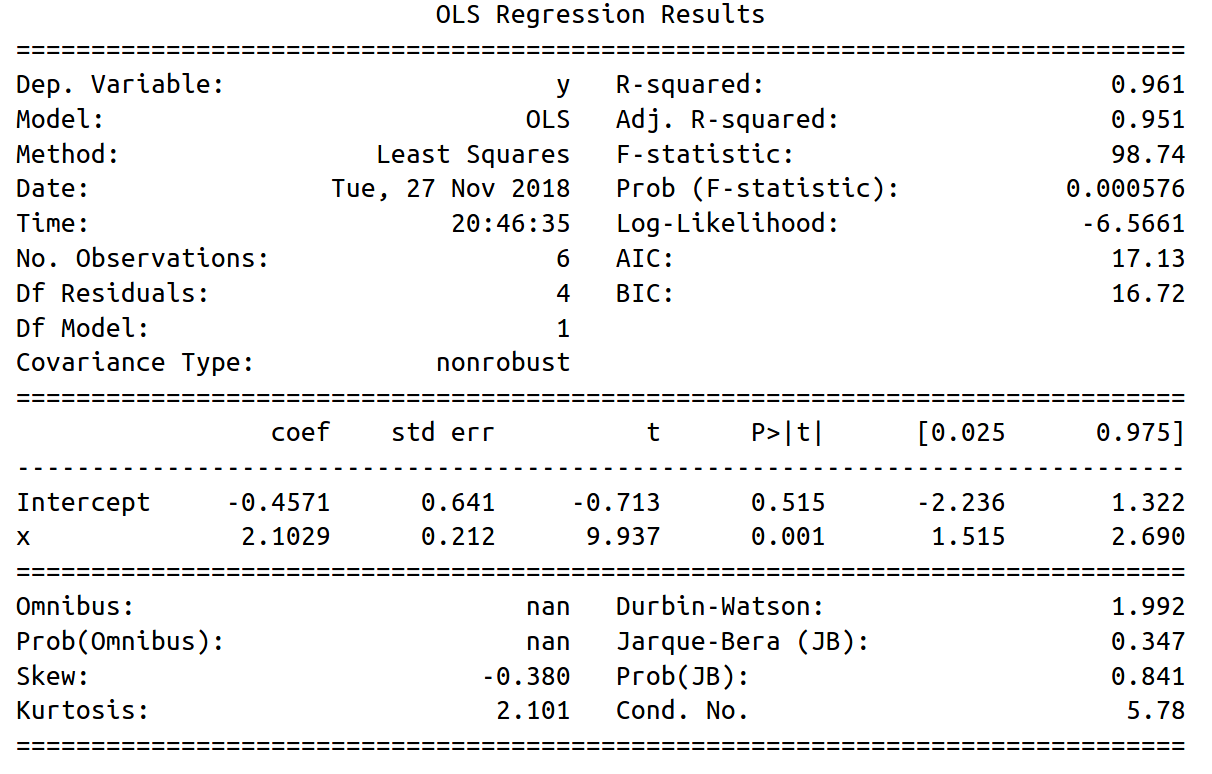 OLS Regression Results
==============================================================================
Dep. Variable:                      y   R-squared:                       0.961
Model:                            OLS   Adj. R-squared:                  0.951
Method:                 Least Squares   F-statistic:                     98.74
Date:                Tue, 27 Nov 2018   Prob (F-statistic):           0.000576
Time:                        20:46:35   Log-Likelihood:                -6.5661
No. Observations:                   6   AIC:                             17.13
Df Residuals:                       4   BIC:                             16.72
Df Model:                           1
Covariance Type:            nonrobust
==============================================================================
                 coef    std err          t      P>|t|      [0.025      0.975]
------------------------------------------------------------------------------
Intercept     -0.4571      0.641     -0.713      0.515      -2.236       1.322
x              2.1029      0.212      9.937      0.001       1.515       2.690
==============================================================================
Omnibus:                          nan   Durbin-Watson:                   1.992
Prob(Omnibus):                    nan   Jarque-Bera (JB):                0.347
Skew:                          -0.380   Prob(JB):                        0.841
Kurtosis:                       2.101   Cond. No.                         5.78
==============================================================================